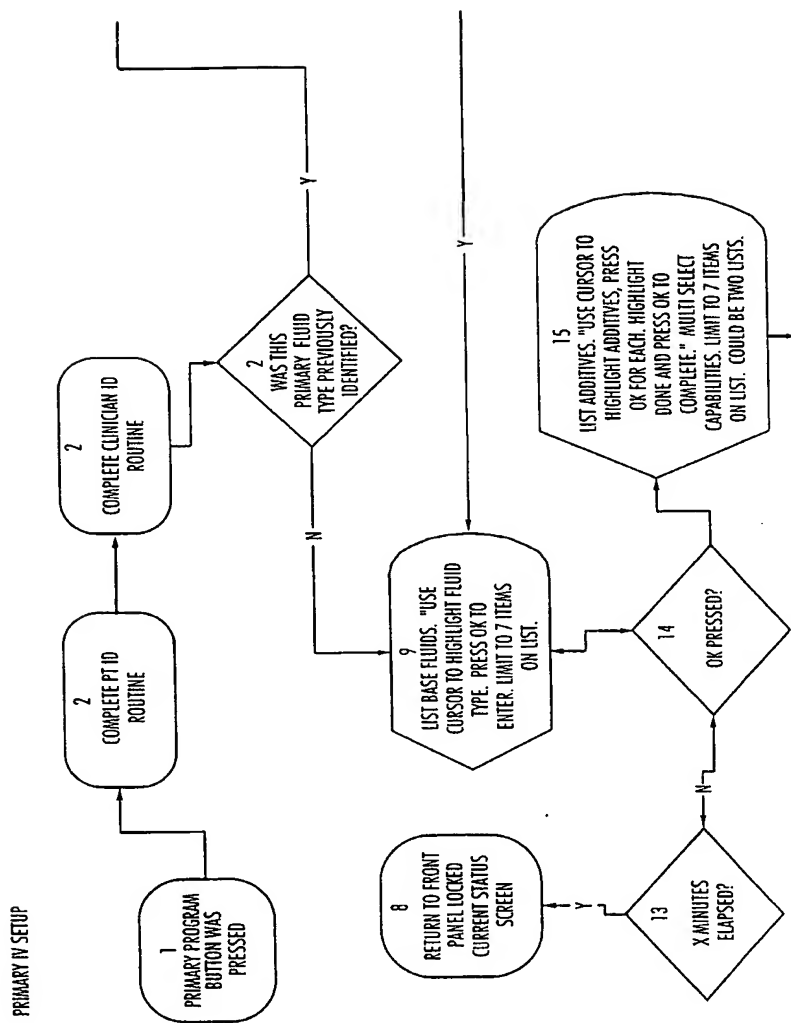 PRIMARY IV SETUP
1
PRIMARY PROGRAM
BUTTON WAS
PRESSED
2
COMPLETE PT ID
ROUTINE
2
COMPLETE CLINICIAN ID
ROUTINE
2
WAS THIS
PRIMARY FLUID
TYPE PREVIOUSLY
IDENTIFIED?
Y
N
Y
9
LIST BASE FLUIDS. "USE
CURSOR TO HIGHLIGHT FLUID
TYPE. PRESS OK TO
ENTER. LIMIT TO 7 ITEMS
ON LIST.
8
RETURN TO FRONT
PANEL LOCKED
CURRENT STATUS
SCREEN
Y
13
X MINUTES
ELAPSED?
N
14
OK PRESSED?
15
LIST ADDITIVES. "USE CURSOR TO
HIGHLIGHT ADDITIVES, PRESS
OK FOR EACH. HIGHLIGHT
DONE AND PRESS OK TO
COMPLETE." MULTI SELECT
CAPABILITIES. LIMIT TO 7 ITEMS
ON LIST. COULD BE TWO LISTS.